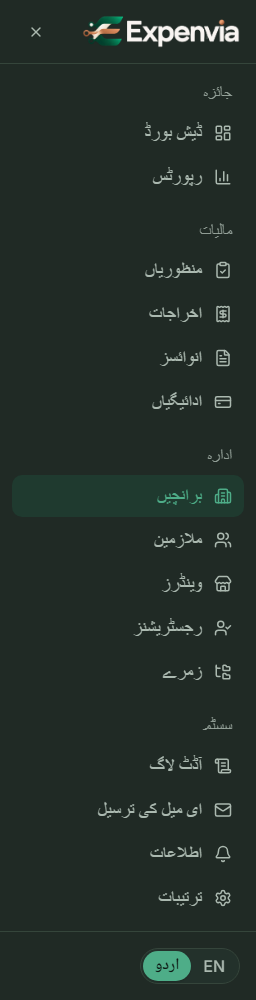 Expenvia
جائزہ
ڈیش بورڈ
رپورٹس
مالیات
منظوریاں
اخراجات
انوائسز
ادائیگیاں
ادارہ
برانچیں
ملازمین
وینڈرز
رجسٹریشنز
زمرے
سسٹم
آڈٹ لاگ
ای میل کی ترسیل
اطلاعات
ترتیبات
EN اردو